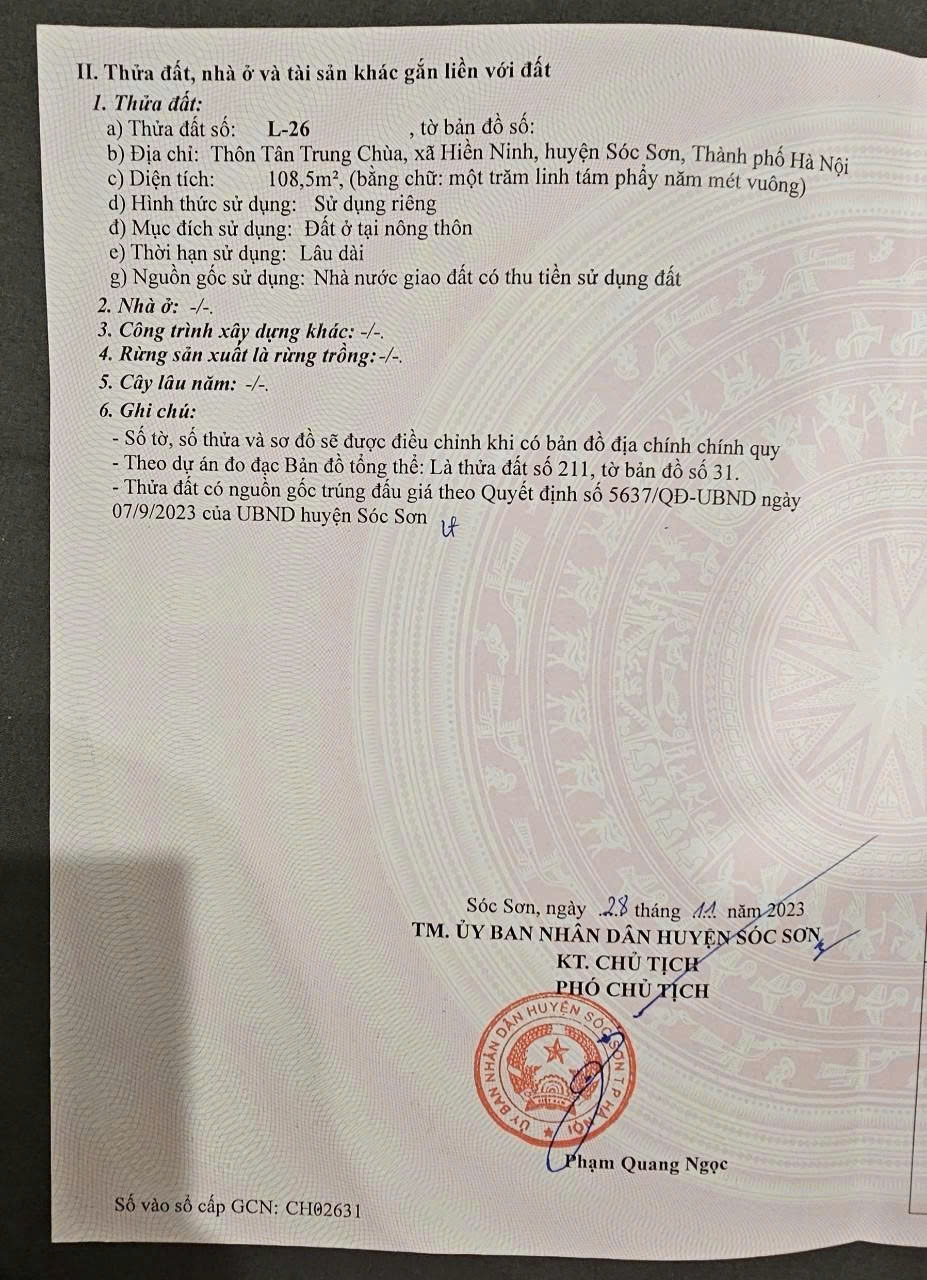 II. Thửa đất, nhà ở và tài sản khác gắn liền với đất
1. Thửa đất:
a) Thửa đất số: L-26 , tờ bản đồ số:
b) Địa chỉ: Thôn Tân Trung Chùa, xã Hiền Ninh, huyện Sóc Sơn, Thành phố Hà Nội
c) Diện tích: 108,5m², (bằng chữ: một trăm linh tám phẩy năm mét vuông)
d) Hình thức sử dụng: Sử dụng riêng
đ) Mục đích sử dụng: Đất ở tại nông thôn
e) Thời hạn sử dụng: Lâu dài
g) Nguồn gốc sử dụng: Nhà nước giao đất có thu tiền sử dụng đất
2. Nhà ở: -/-.
3. Công trình xây dựng khác: -/-.
4. Rừng sản xuất là rừng trồng: -/-.
5. Cây lâu năm: -/-.
6. Ghi chú:
- Số tờ, số thửa và sơ đồ sẽ được điều chỉnh khi có bản đồ địa chính chính quy
- Theo dự án đo đạc Bản đồ tổng thể: Là thửa đất số 211, tờ bản đồ số 31.
- Thửa đất có nguồn gốc trúng đấu giá theo Quyết định số 5637/QĐ-UBND ngày
07/9/2023 của UBND huyện Sóc Sơn
Sóc Sơn, ngày 28 tháng 11 năm 2023
TM. ỦY BAN NHÂN DÂN HUYỆN SÓC SƠN
KT. CHỦ TỊCH
PHÓ CHỦ TỊCH
ỦY BAN NHÂN DÂN HUYỆN SÓC SƠN T.P HÀ NỘI
Phạm Quang Ngọc
Số vào sổ cấp GCN: CH02631